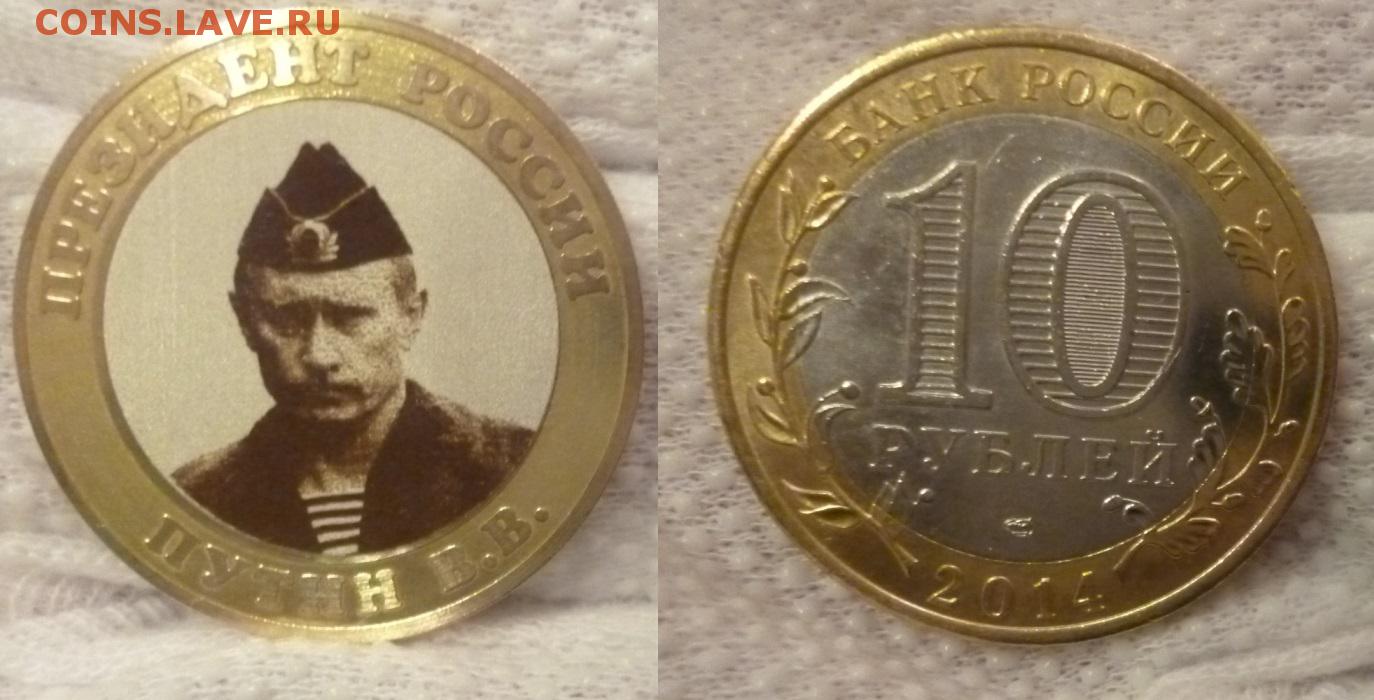 COINS.LAVE.RU
ПРЕЗИДЕНТ РОССИИ
ПУТИН В.В.
БАНК РОССИИ
10
РУБЛЕЙ
2014